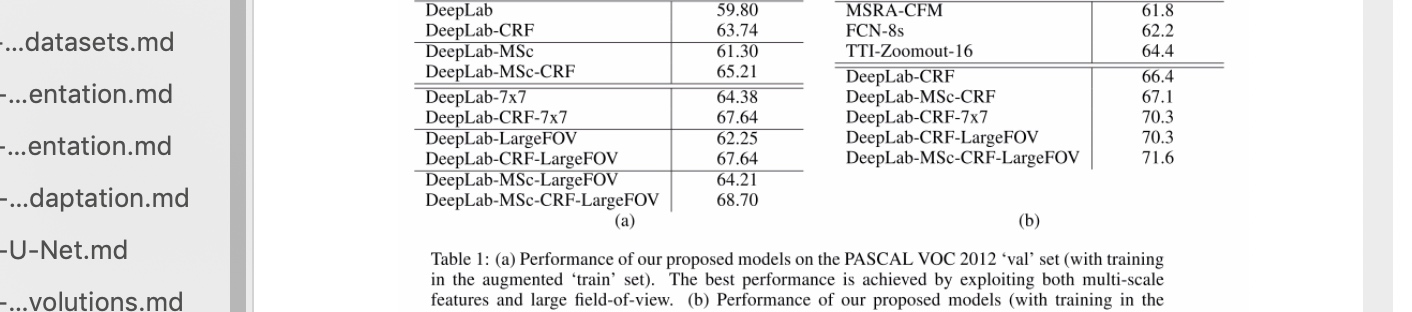 -...datasets.md
-...entation.md
-...entation.md
-...daptation.md
-U-Net.md
-...volutions.md
DeepLab 59.80
DeepLab-CRF 63.74
DeepLab-MSc 61.30
DeepLab-MSc-CRF 65.21
DeepLab-7x7 64.38
DeepLab-CRF-7x7 67.64
DeepLab-LargeFOV 62.25
DeepLab-CRF-LargeFOV 67.64
DeepLab-MSc-LargeFOV 64.21
DeepLab-MSc-CRF-LargeFOV 68.70
(a)
MSRA-CFM 61.8
FCN-8s 62.2
TTI-Zoomout-16 64.4
DeepLab-CRF 66.4
DeepLab-MSc-CRF 67.1
DeepLab-CRF-7x7 70.3
DeepLab-CRF-LargeFOV 70.3
DeepLab-MSc-CRF-LargeFOV 71.6
(b)
Table 1: (a) Performance of our proposed models on the PASCAL VOC 2012 ‘val’ set (with training
in the augmented ‘train’ set). The best performance is achieved by exploiting both multi-scale
features and large field-of-view. (b) Performance of our proposed models (with training in the